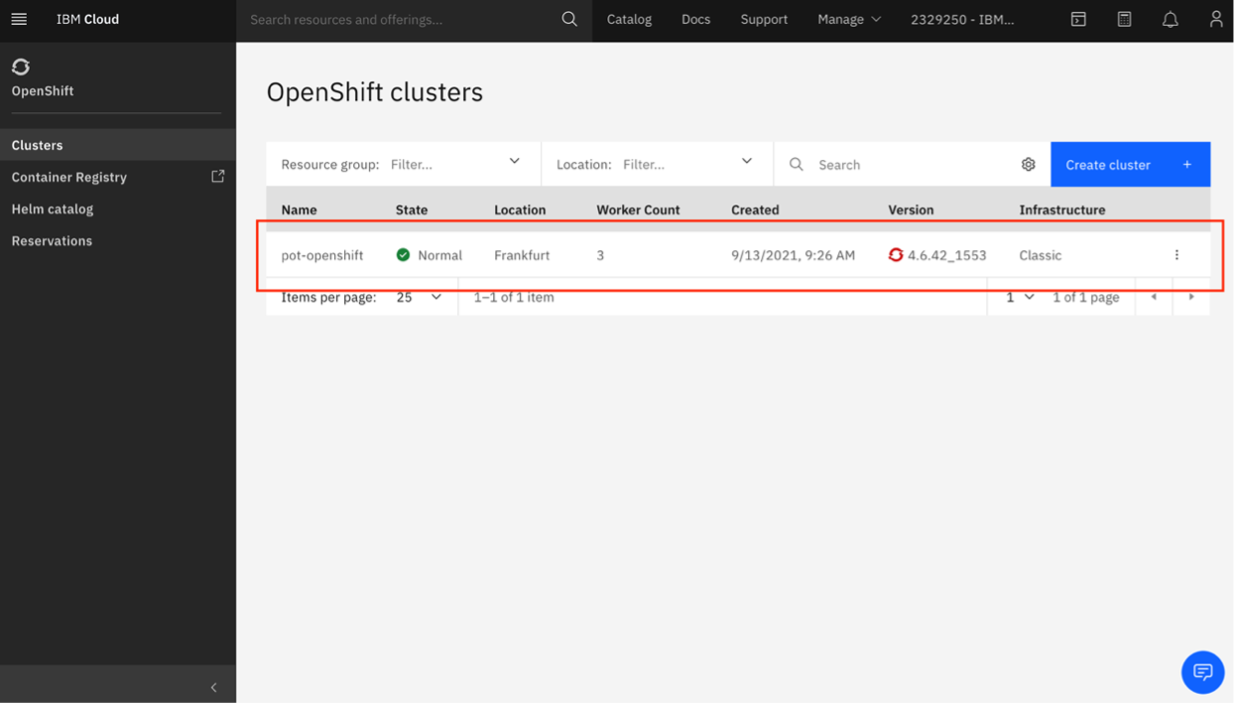 IBM Cloud
Search resources and offerings...
Catalog
Docs
Support
Manage
2329250 - IBM...
OpenShift
Clusters
Container Registry
Helm catalog
Reservations
OpenShift clusters
Resource group: Filter...
Location: Filter...
Search
Create cluster +
Name State Location Worker Count Created Version Infrastructure
pot-openshift Normal Frankfurt 3 9/13/2021, 9:26 AM 4.6.42_1553 Classic
Items per page: 25 1–1 of 1 item 1 1 of 1 page